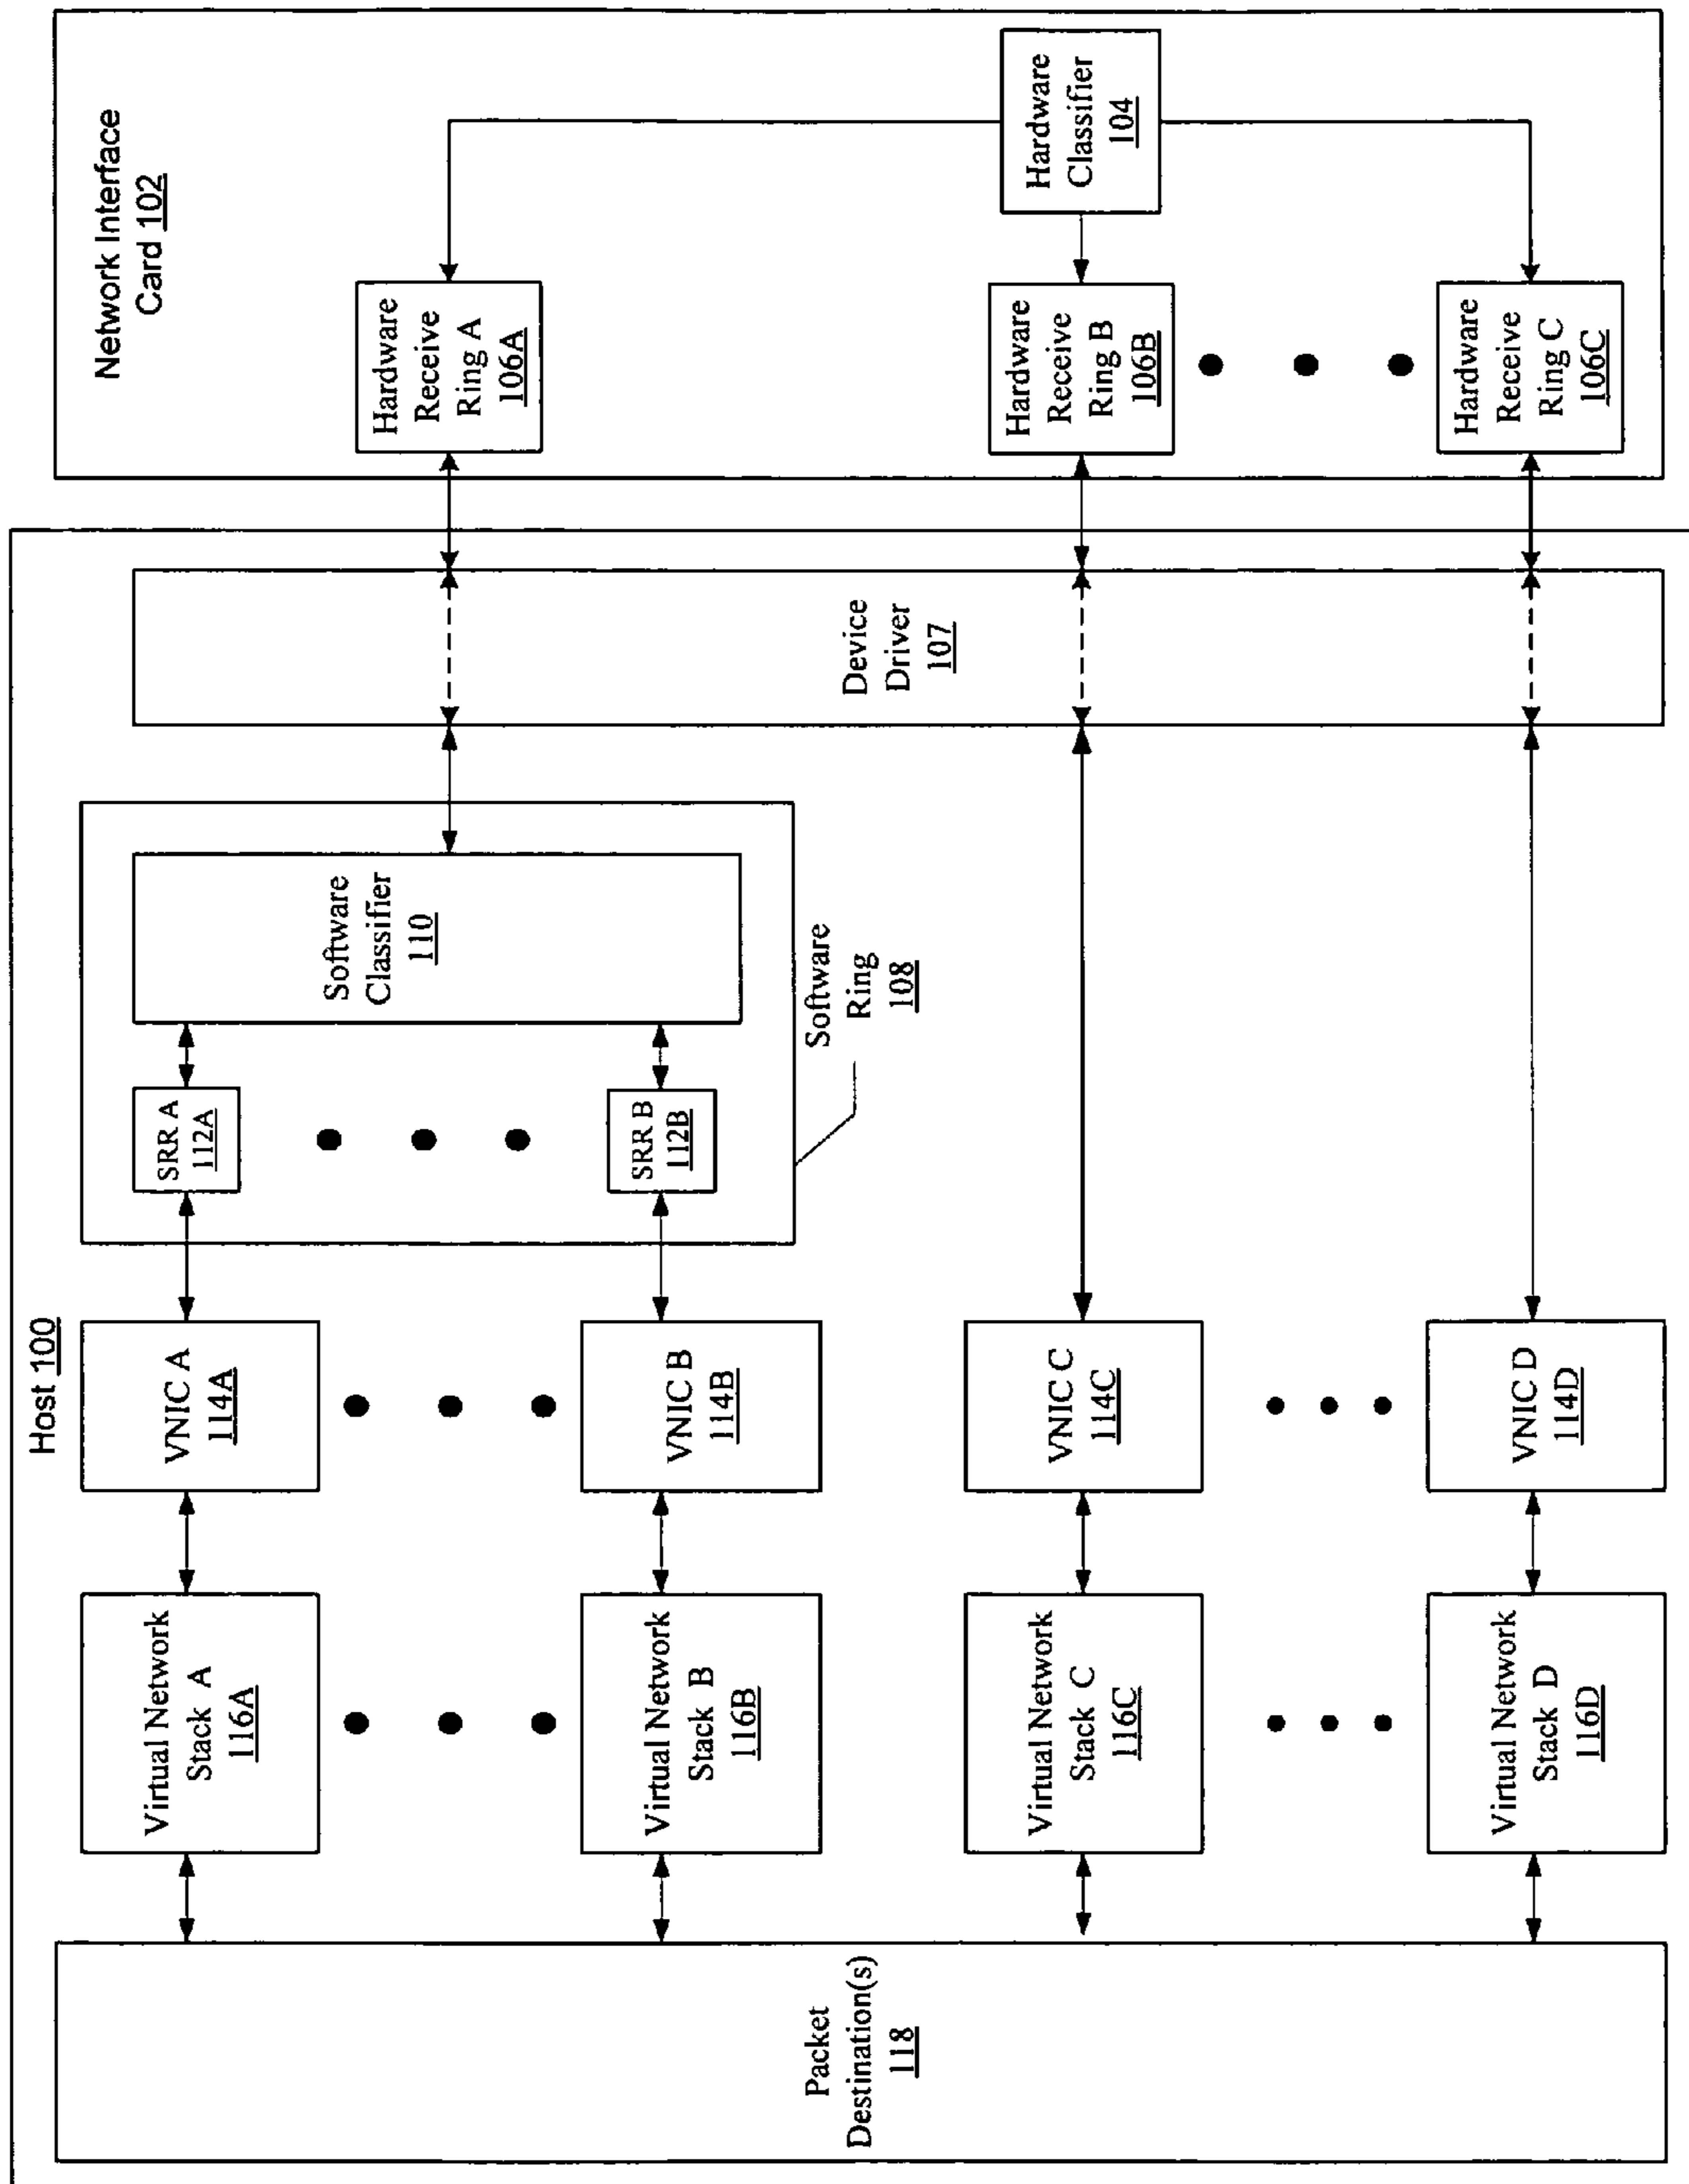 Host 100
Packet
Destination(s)
118
Virtual Network
Stack A
116A
Virtual Network
Stack B
116B
Virtual Network
Stack C
116C
Virtual Network
Stack D
116D
VNIC A
114A
VNIC B
114B
VNIC C
114C
VNIC D
114D
SRR A
112A
SRR B
112B
Software
Classifier
110
Software
Ring
108
Device
Driver
107
Network Interface
Card 102
Hardware
Receive
Ring A
106A
Hardware
Receive
Ring B
106B
Hardware
Receive
Ring C
106C
Hardware
Classifier
104